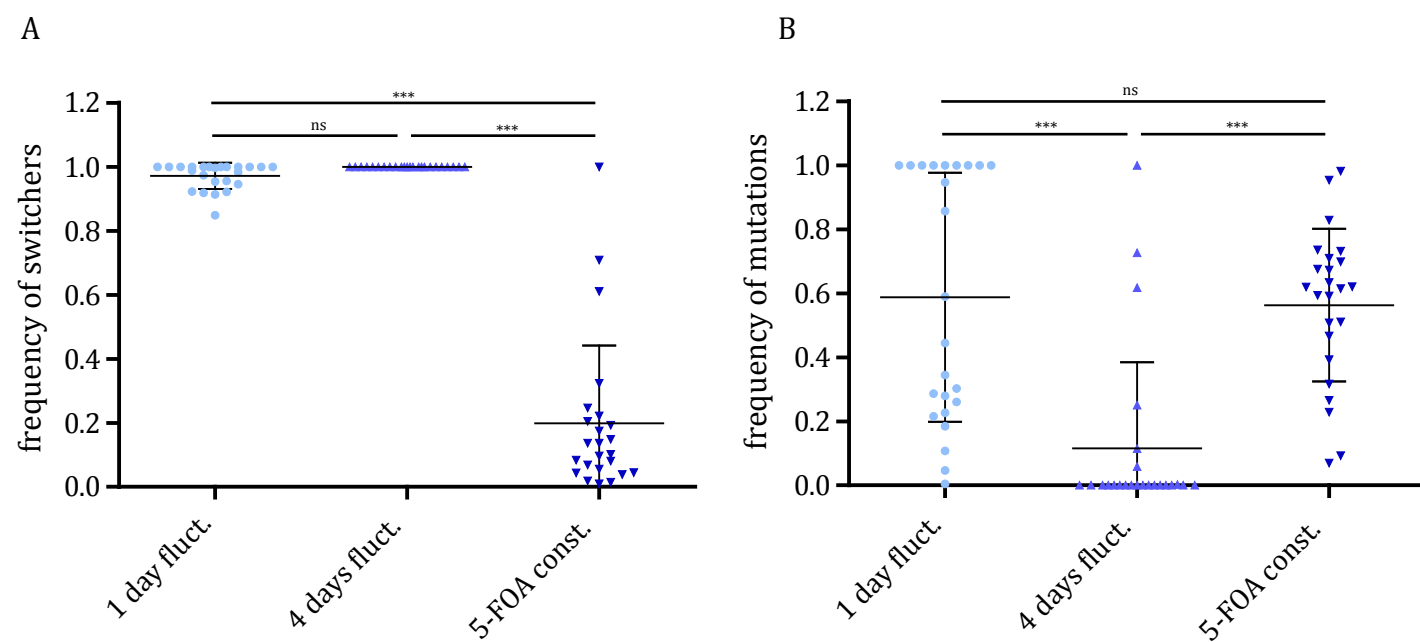 A
frequency of switchers
1.2
1.0
0.8
0.6
0.4
0.2
0.0
***
ns
***
1 day fluct.
4 days fluct.
5-FOA const.
B
frequency of mutations
1.2
1.0
0.8
0.6
0.4
0.2
0.0
ns
***
***
1 day fluct.
4 days fluct.
5-FOA const.